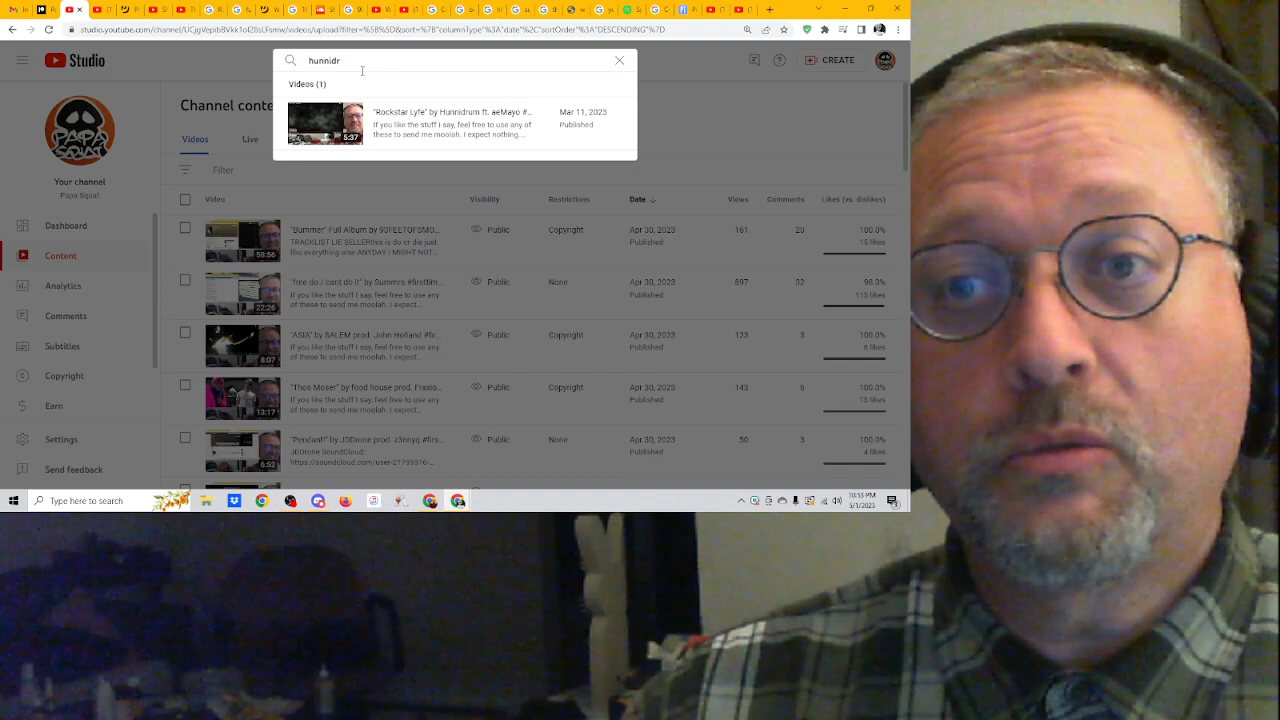 studio.youtube.com/channel/UCjgVepibBVkk1oI28sLFsmw/videos/upload?filter=%5B%5D&sort=%7B"columnType"%3A"date"%2C"sortOrder"%3A"DESCENDING"%7D
Studio
hunnidr
CREATE
Videos (1)
"Rockstar Lyfe" by Hunnidrum ft. aeMayo #...
Mar 11, 2023
If you like the stuff I say, feel free to use any
Published
of these to send me moolah. I expect nothing....
5:37
Channel conte
Videos
Live
Filter
PAPA SQUAT
Your channel
Papa Squat
Dashboard
Content
Analytics
Comments
Subtitles
Copyright
Earn
Settings
Send feedback
Video
Visibility
Restrictions
Date
Views
Comments
Likes (vs. dislikes)
"Bummer" Full Album by 93FEETOFSMO...
TRACKLIST LIE SELLERthis is do or die just
like everything else ANYDAY I MIGHT NOT...
58:56
Public
Copyright
Apr 30, 2023
Published
161
20
100.0%
15 likes
"free do / cant do it" by Summrs #firsttim...
If you like the stuff I say, feel free to use any
of these to send me moolah. I expect...
22:26
Public
None
Apr 30, 2023
Published
897
32
98.3%
115 likes
"ASIA" by SALEM prod. John Holland #fir...
If you like the stuff I say, feel free to use any
of these to send me moolah. I expect...
8:07
Public
Copyright
Apr 30, 2023
Published
123
3
100.0%
6 likes
"Thos Moser" by food house prod. Fraxio...
If you like the stuff I say, feel free to use any
of these to send me moolah. I expect...
13:17
Public
Copyright
Apr 30, 2023
Published
143
6
100.0%
15 likes
"Pendant!" by JDDrone prod. z3nnyq #firs...
JDDrone SoundCloud:
https://soundcloud.com/user-21799316-...
6:52
Public
None
Apr 30, 2023
Published
50
3
100.0%
4 likes
Type here to search
10:53 PM
5/1/2023